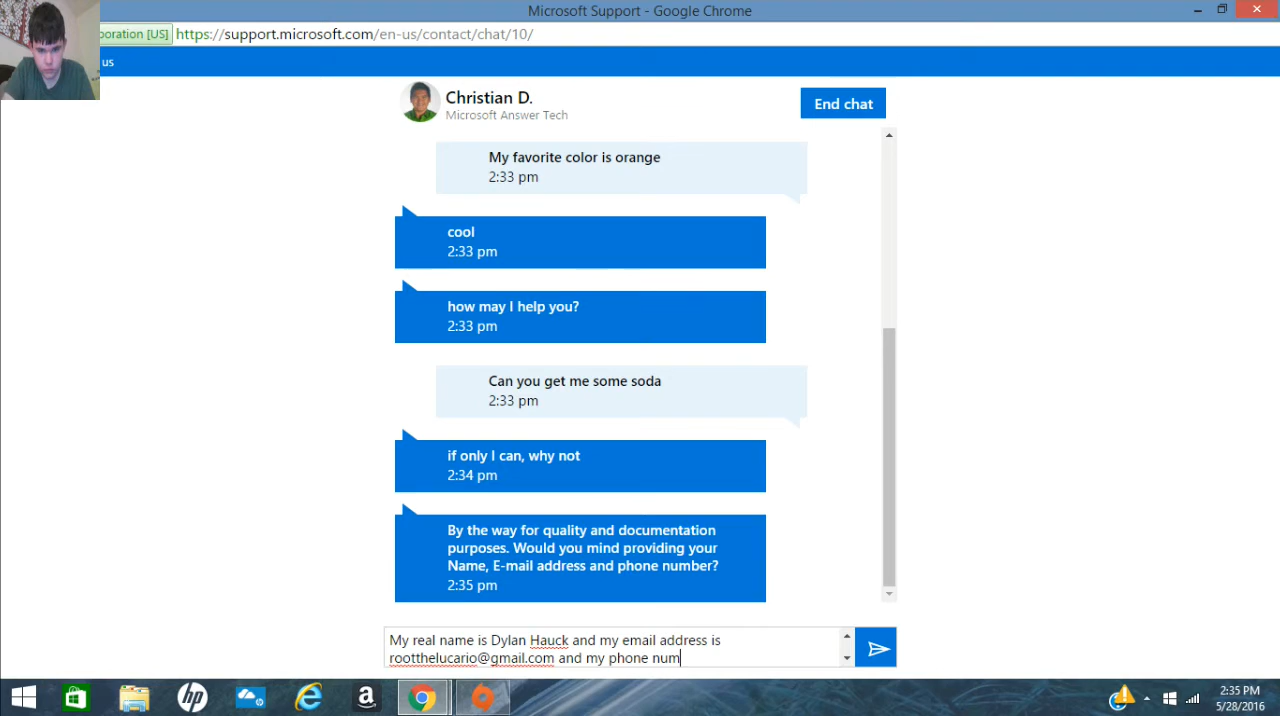 Microsoft Support - Google Chrome
oporation [US] https://support.microsoft.com/en-us/contact/chat/10/
us
Christian D.
Microsoft Answer Tech
End chat
My favorite color is orange
2:33 pm
cool
2:33 pm
how may I help you?
2:33 pm
Can you get me some soda
2:33 pm
if only I can, why not
2:34 pm
By the way for quality and documentation
purposes. Would you mind providing your
Name, E-mail address and phone number?
2:35 pm
My real name is Dylan Hauck and my email address is
rootthelucario@gmail.com and my phone num
hp
a
2:35 PM
5/28/2016